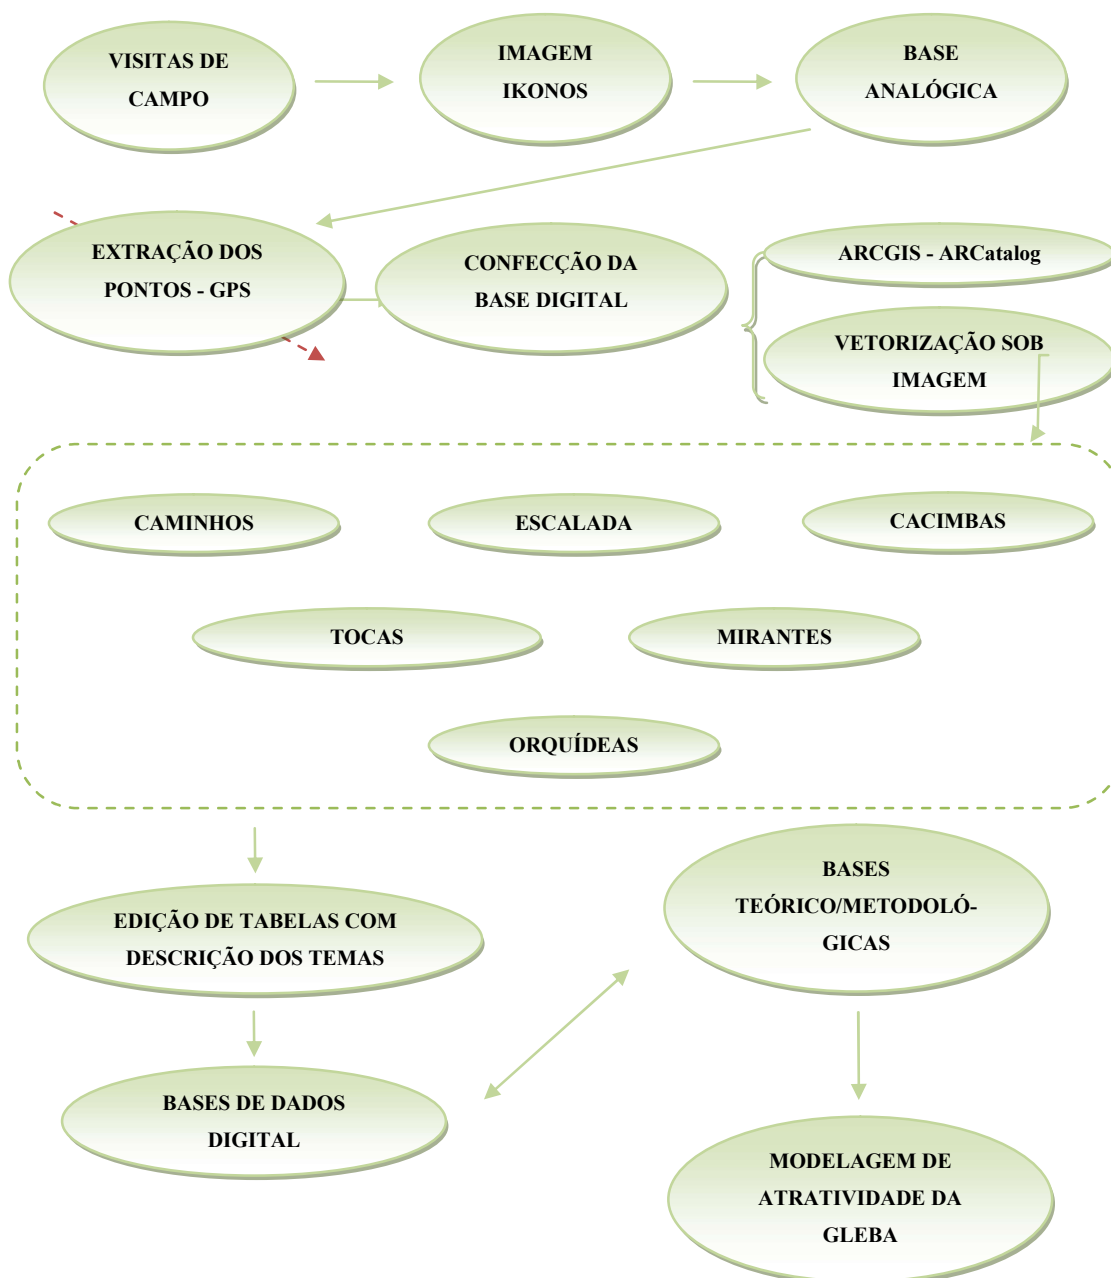 VISITAS DE
CAMPO
IMAGEM
IKONOS
BASE
ANALÓGICA
EXTRAÇÃO DOS
PONTOS - GPS
CONFECÇÃO DA
BASE DIGITAL
ARCGIS - ARCatalog
VETORIZAÇÃO SOB
IMAGEM
CAMINHOS
ESCALADA
CACIMBAS
TOCAS
MIRANTES
ORQUÍDEAS
EDIÇÃO DE TABELAS COM
DESCRIÇÃO DOS TEMAS
BASES
TEÓRICO/METODOLÓ-
GICAS
BASES DE DADOS
DIGITAL
MODELAGEM DE
ATRATIVIDADE DA
GLEBA